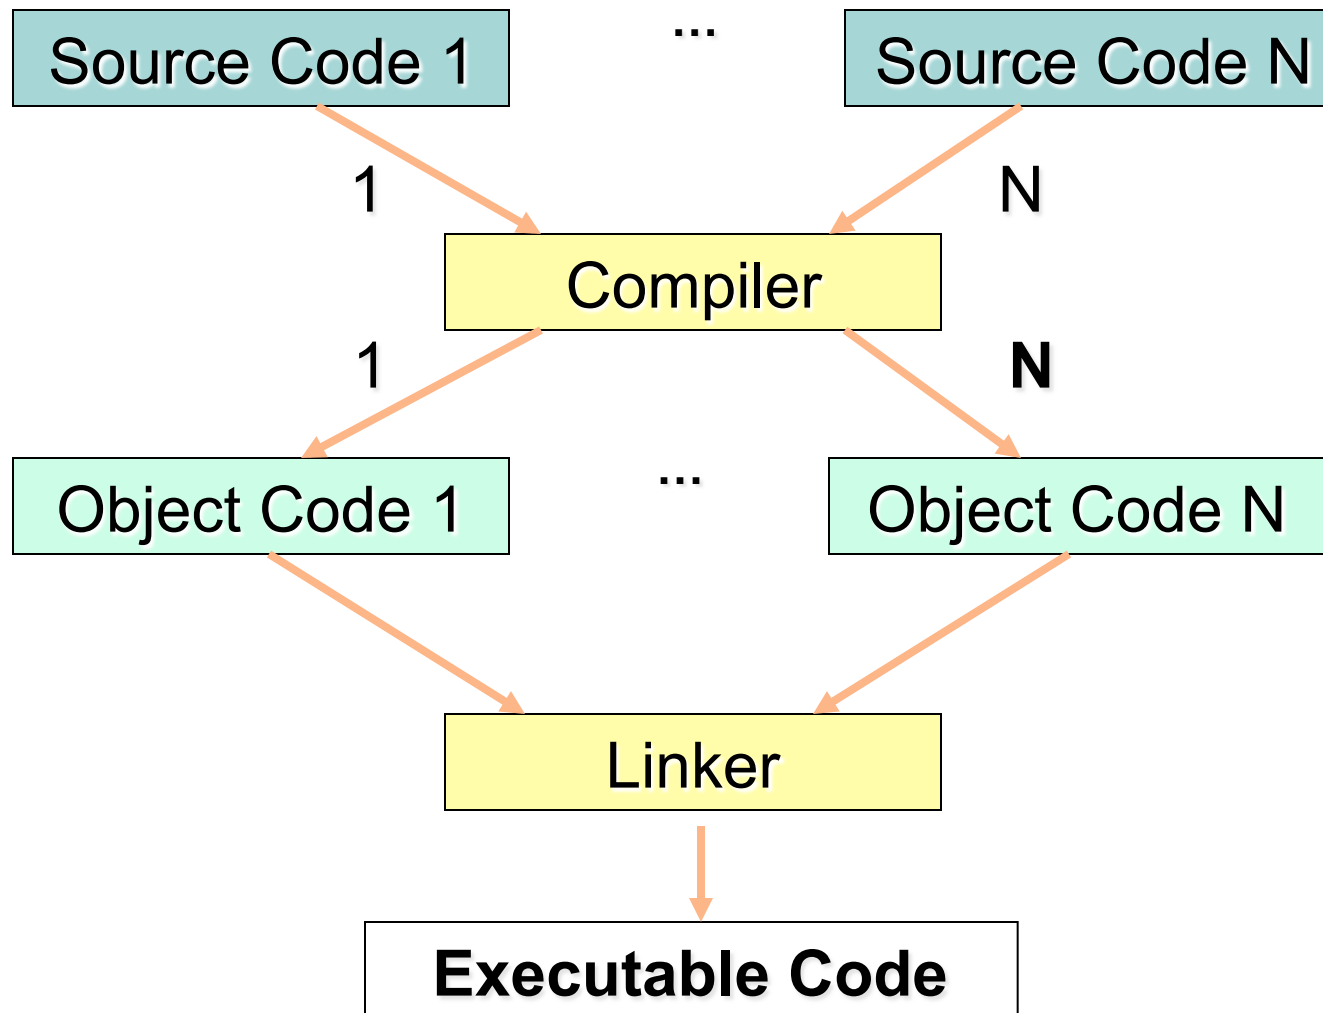 Source Code 1 ... Source Code N
1 N
Compiler
1 N
Object Code 1 ... Object Code N
Linker
Executable Code